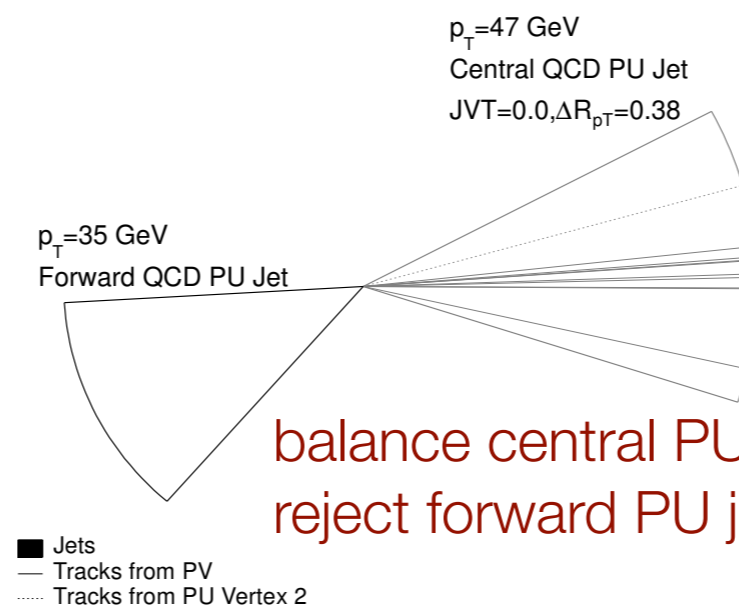 p_T=47 GeV
Central QCD PU Jet
JVT=0.0,ΔR_pT=0.38
p_T=35 GeV
Forward QCD PU Jet
balance central PU
reject forward PU j
Jets
Tracks from PV
Tracks from PU Vertex 2